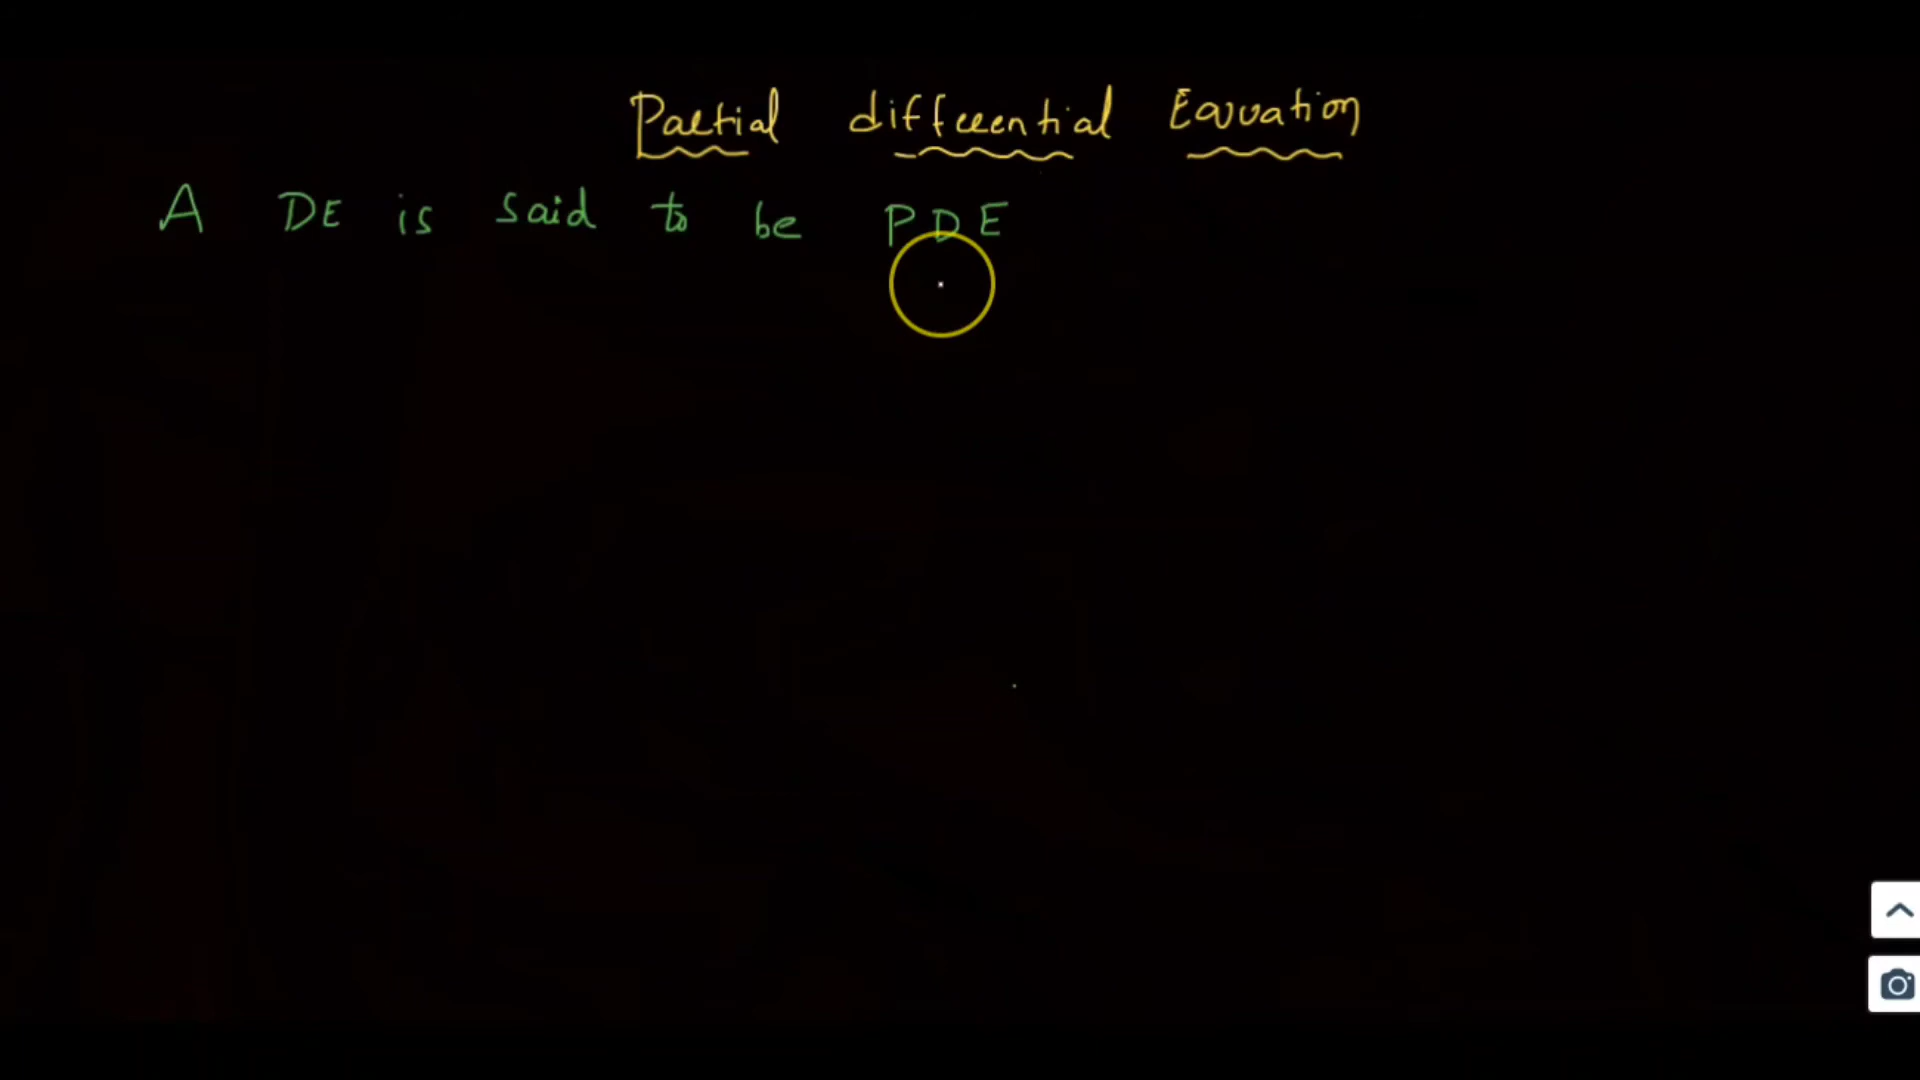 Partial differential Equation
A DE is said to be PDE